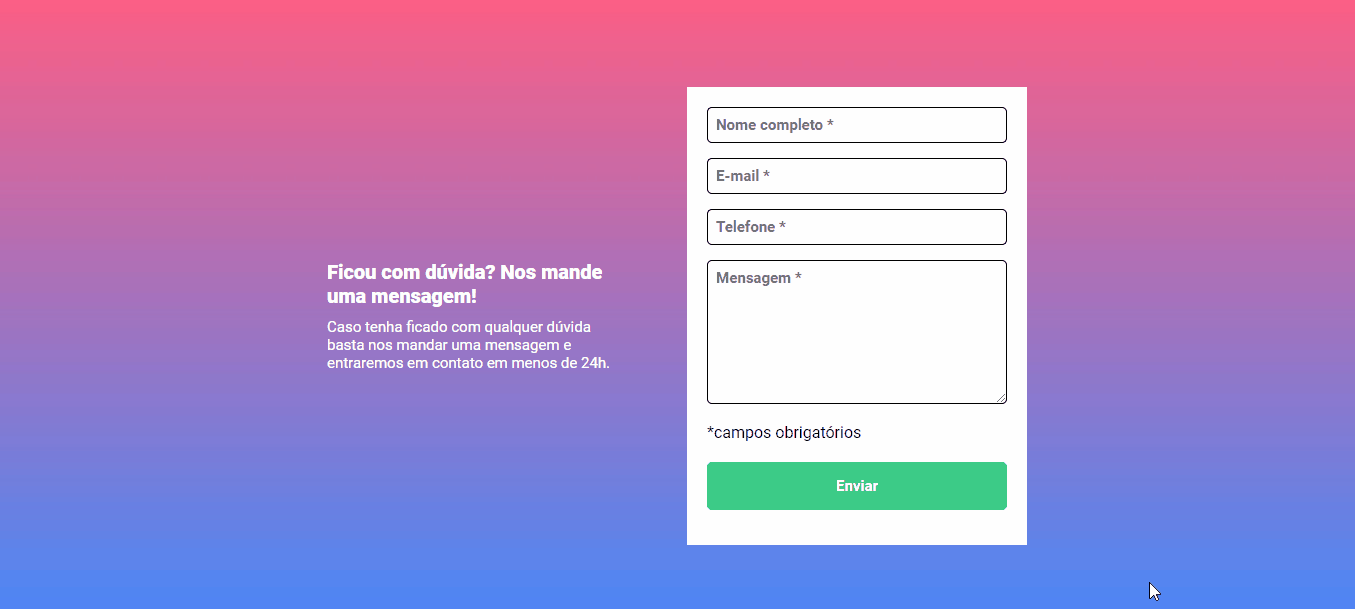 Ficou com dúvida? Nos mande
uma mensagem!
Caso tenha ficado com qualquer dúvida
basta nos mandar uma mensagem e
entraremos em contato em menos de 24h.
Nome completo *
E-mail *
Telefone *
Mensagem *
*campos obrigatórios
Enviar